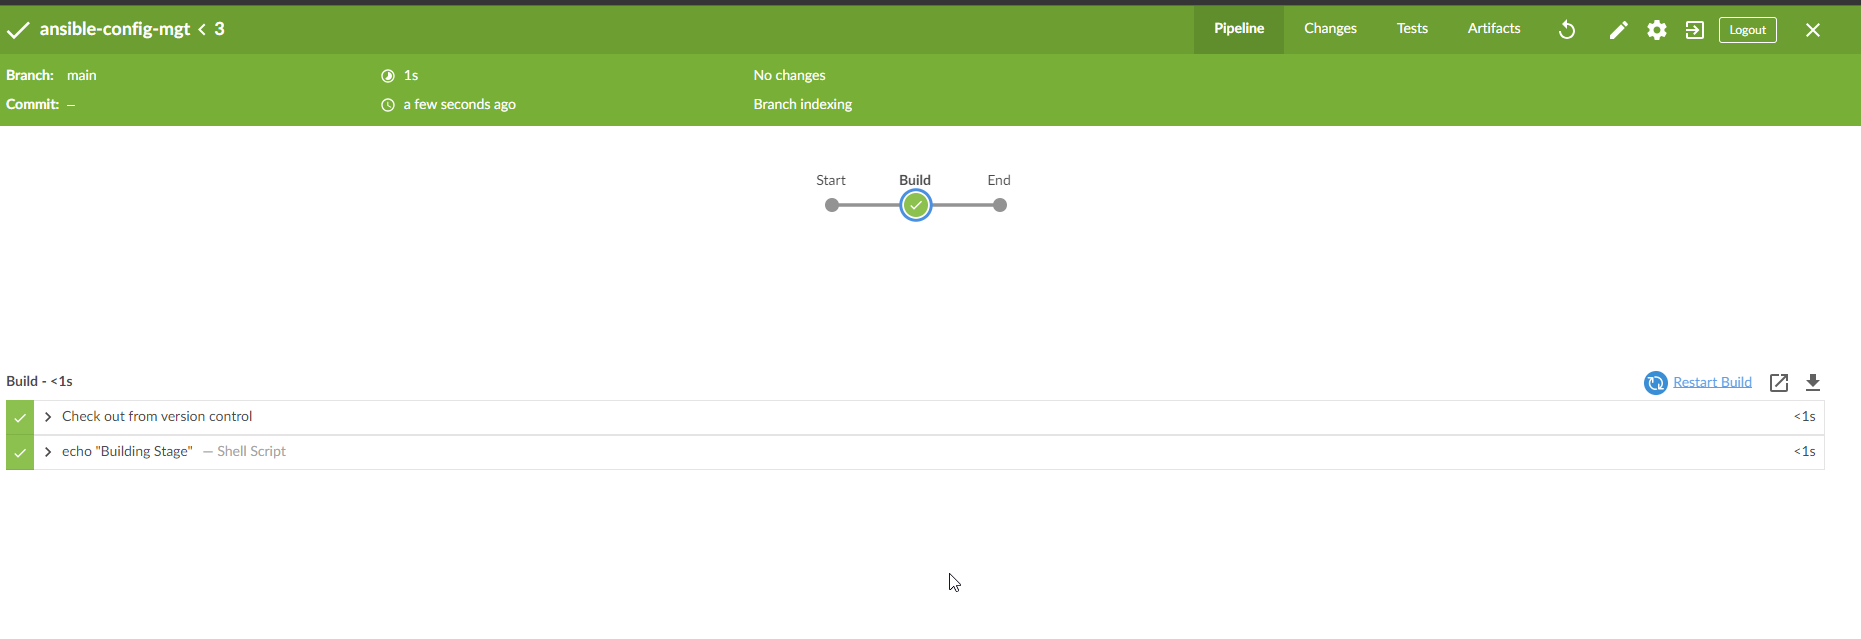 ansible-config-mgt < 3
Pipeline Changes Tests Artifacts Logout
Branch: main 1s No changes
Commit: – a few seconds ago Branch indexing
Start Build End
Build - <1s Restart Build
Check out from version control <1s
echo "Building Stage" — Shell Script <1s